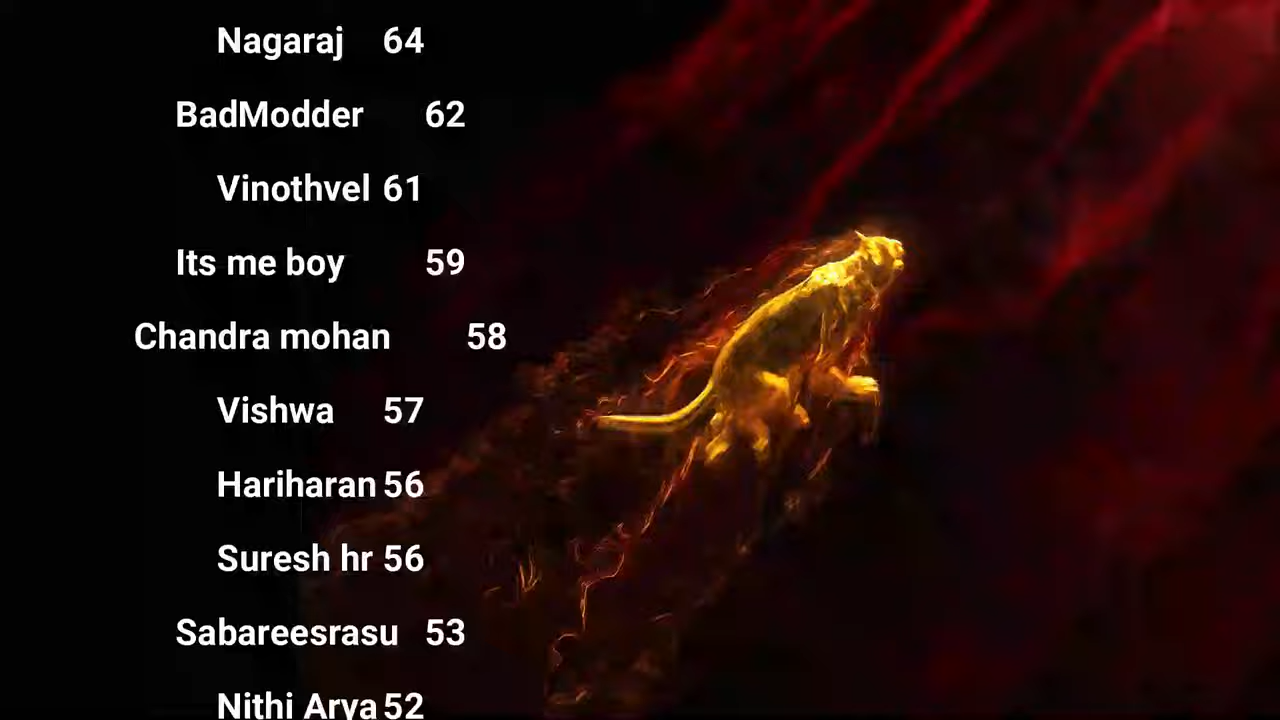 Nagaraj 64
BadModder 62
Vinothvel 61
Its me boy 59
Chandra mohan 58
Vishwa 57
Hariharan 56
Suresh hr 56
Sabareesrasu 53
Nithi Arya 52